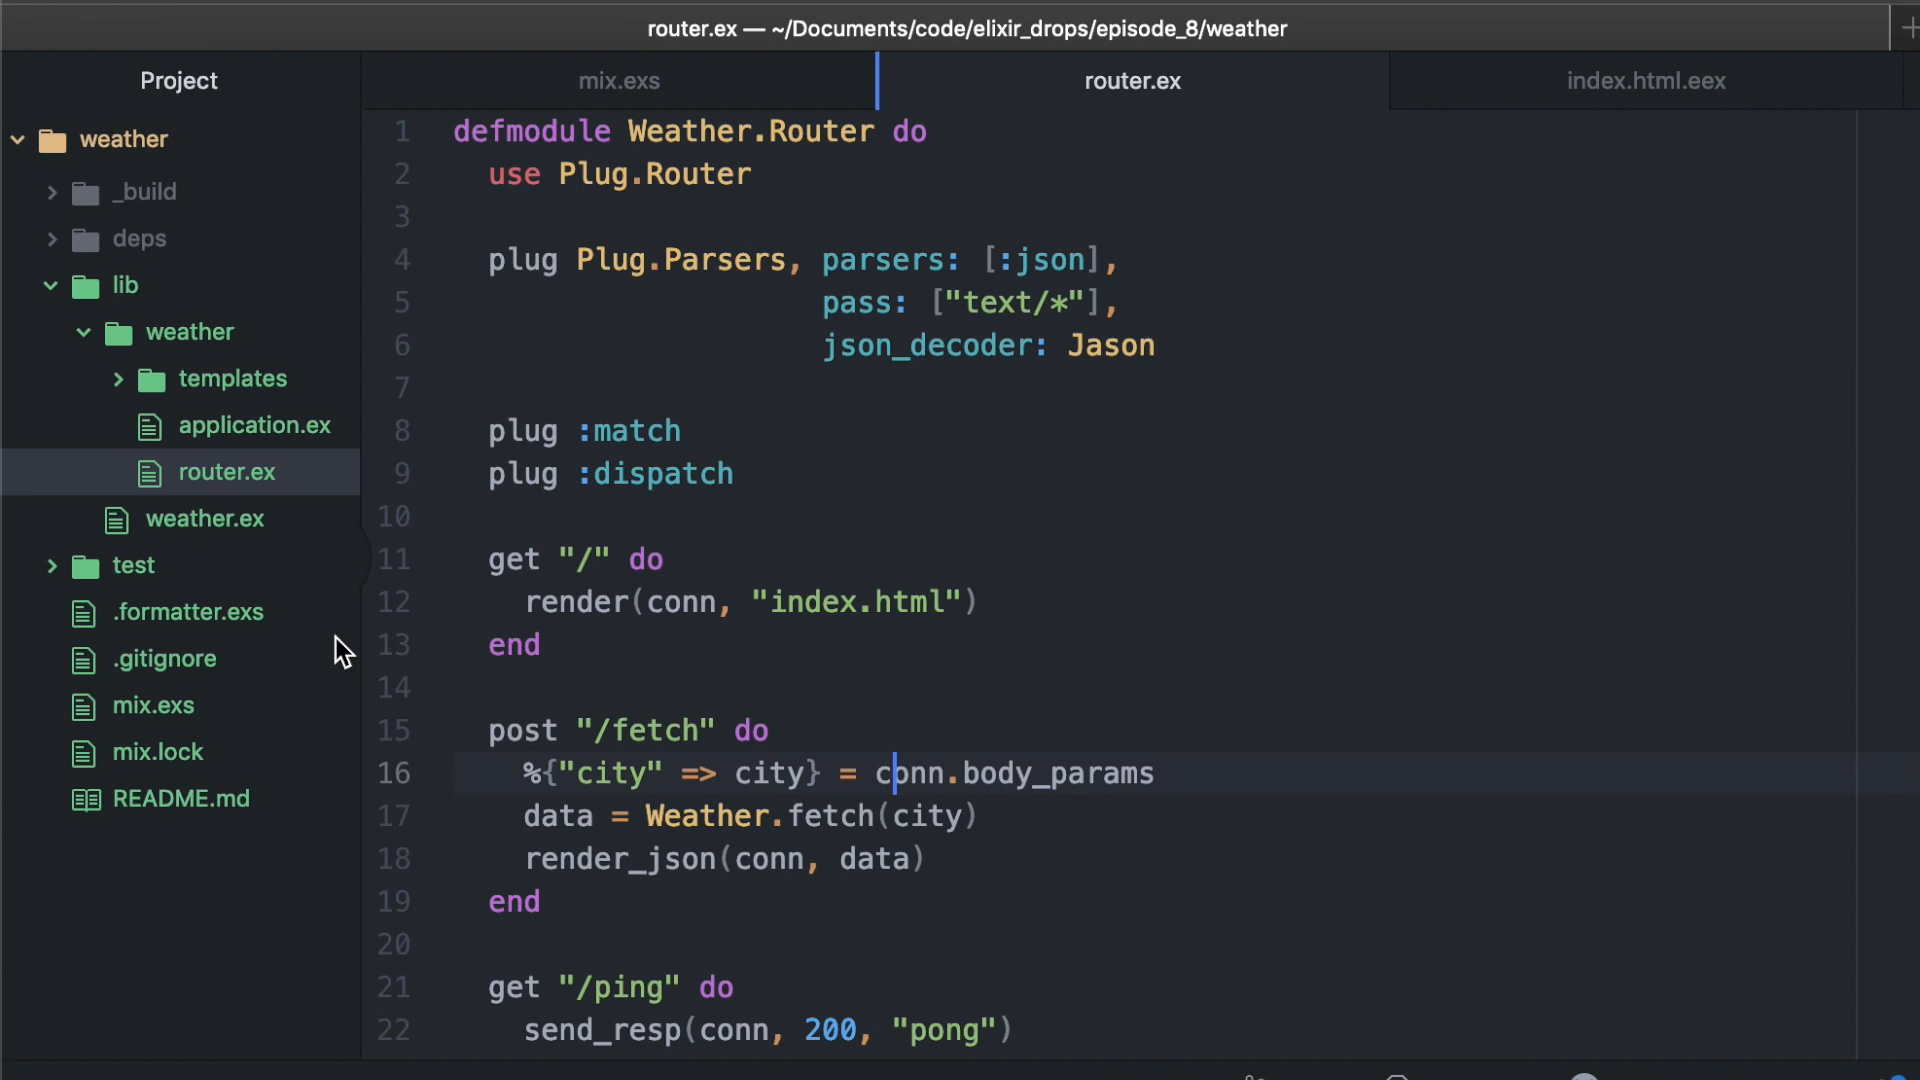 router.ex — ~/Documents/code/elixir_drops/episode_8/weather
Project
mix.exs
router.ex
index.html.eex
weather
_build
deps
lib
weather
templates
application.ex
router.ex
weather.ex
test
.formatter.exs
.gitignore
mix.exs
mix.lock
README.md
1 defmodule Weather.Router do
2   use Plug.Router
3
4   plug Plug.Parsers, parsers: [:json],
5                      pass: ["text/*"],
6                      json_decoder: Jason
7
8   plug :match
9   plug :dispatch
10
11   get "/" do
12     render(conn, "index.html")
13   end
14
15   post "/fetch" do
16     %{"city" => city} = conn.body_params
17     data = Weather.fetch(city)
18     render_json(conn, data)
19   end
20
21   get "/ping" do
22     send_resp(conn, 200, "pong")